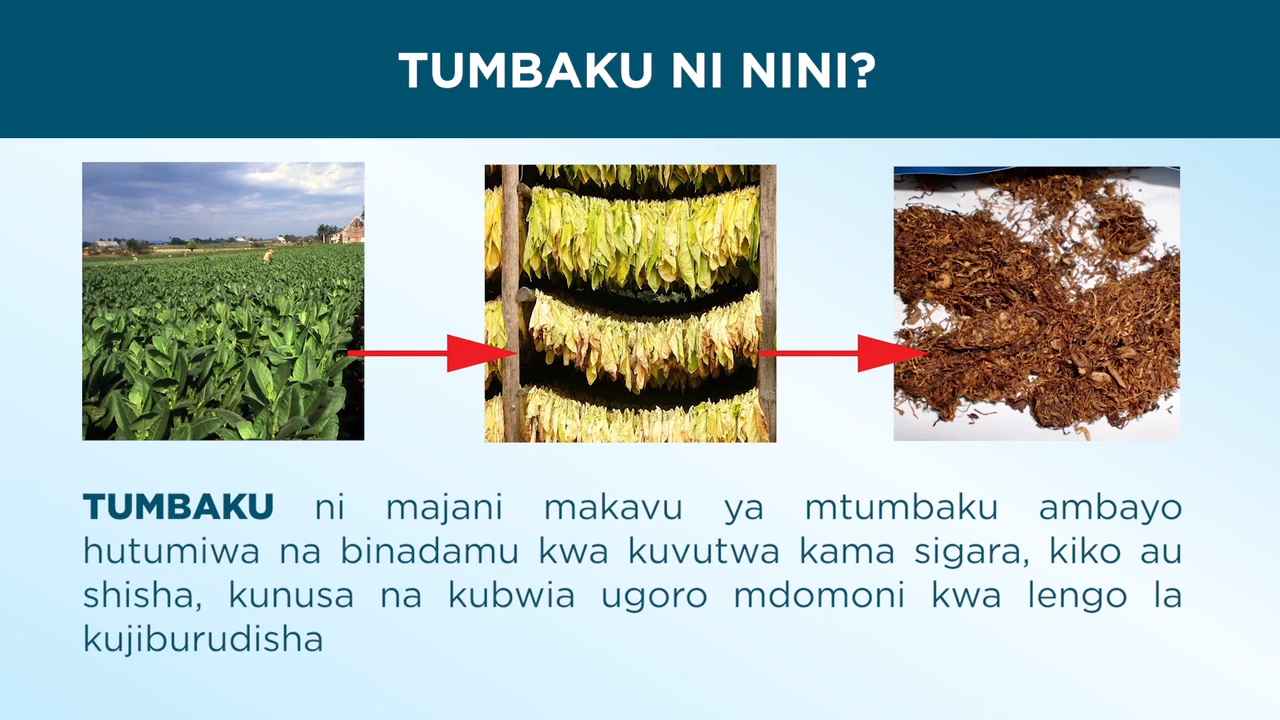 TUMBAKU NI NINI?
TUMBAKU ni majani makavu ya mtumbaku ambayo
hutumiwa na binadamu kwa kuvutwa kama sigara, kiko au
shisha, kunusa na kubwia ugoro mdomoni kwa lengo la
kujiburudisha